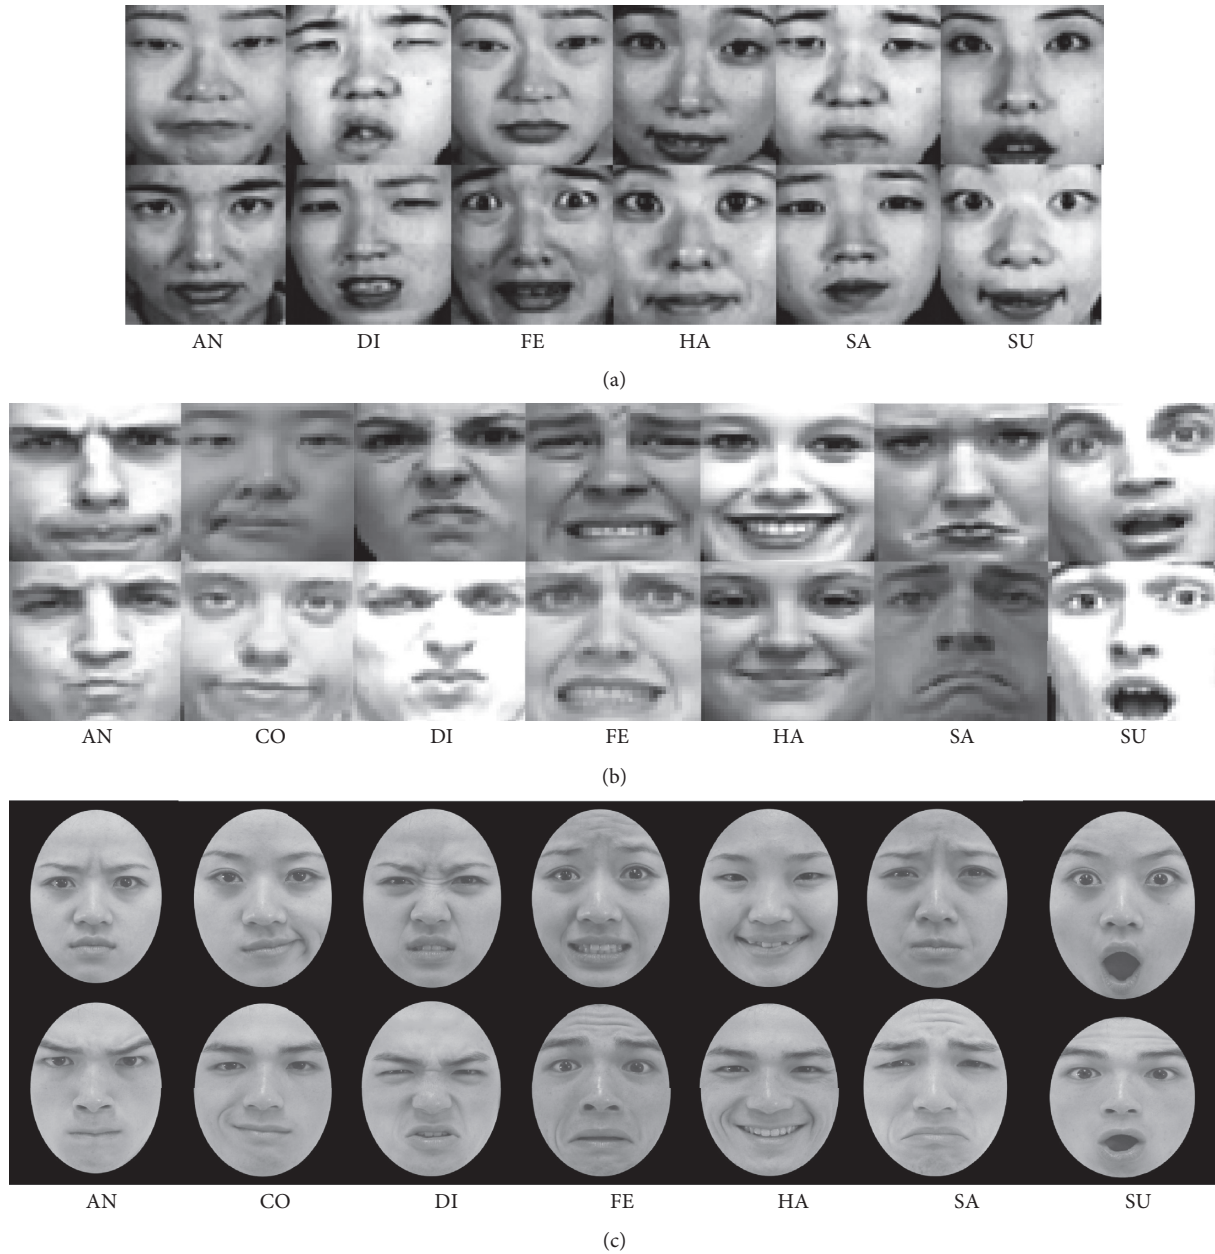 AN DI FE HA SA SU
(a)
AN CO DI FE HA SA SU
(b)
AN CO DI FE HA SA SU
(c)